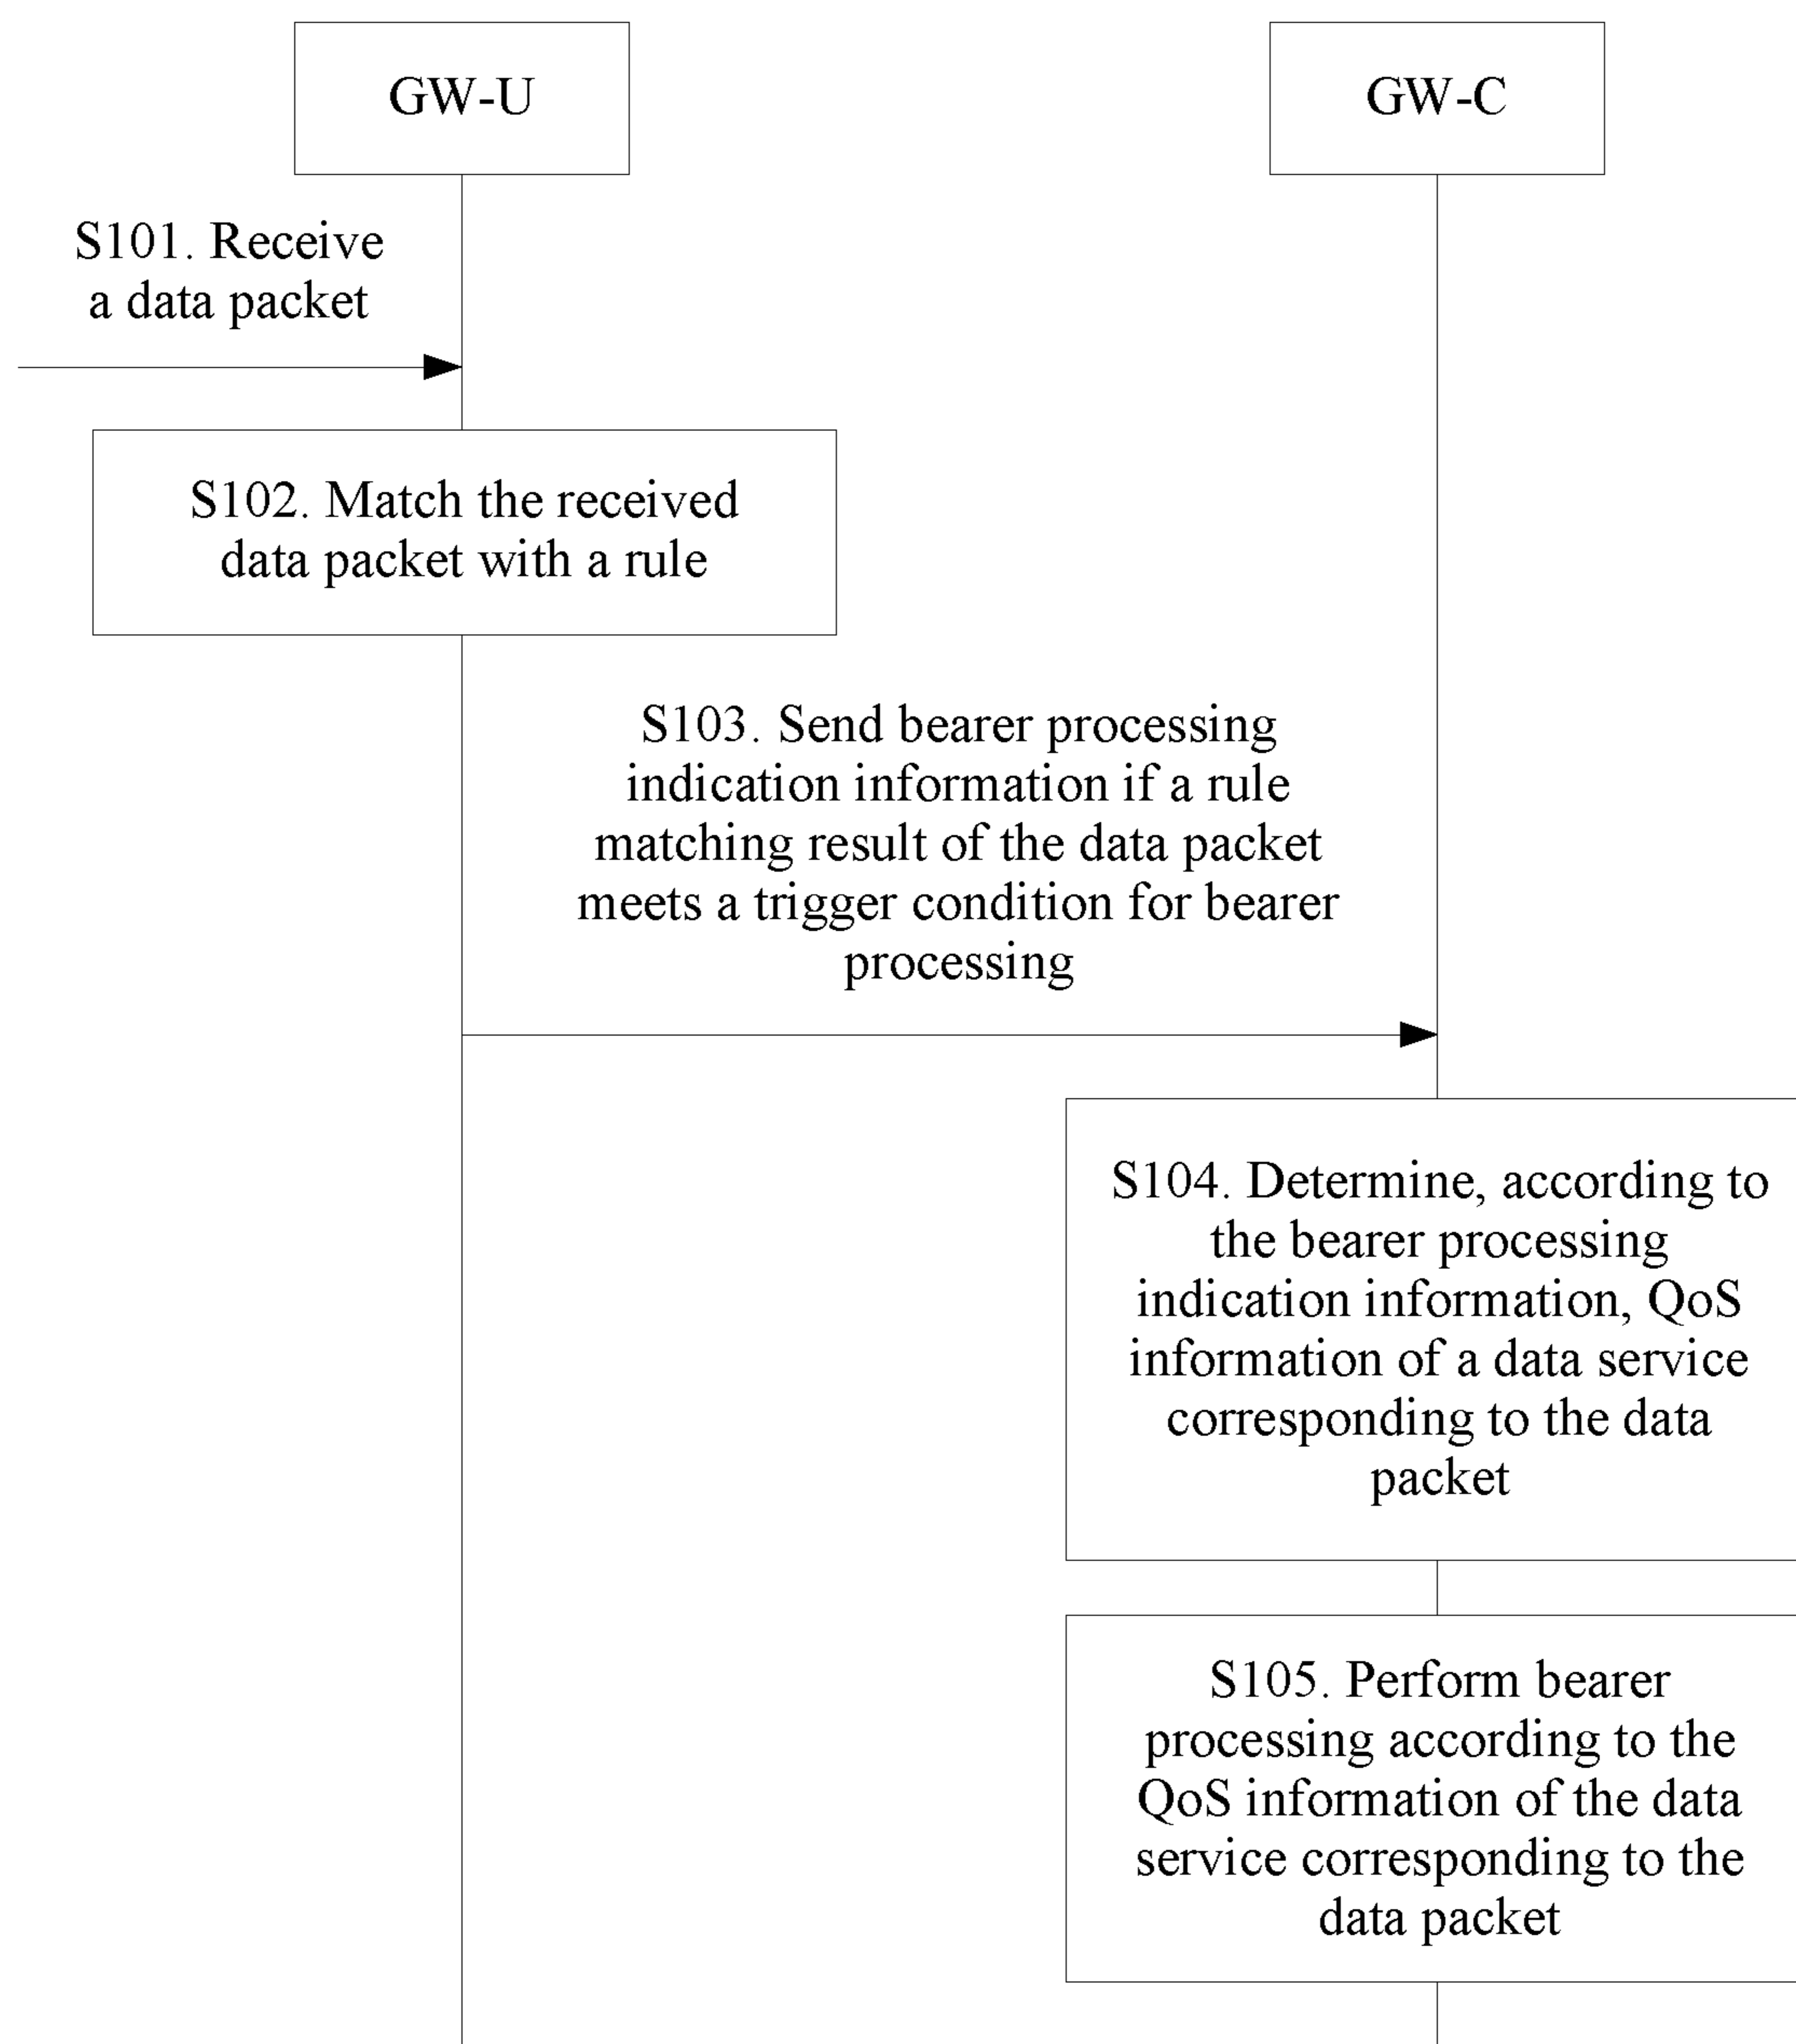 GW-U
GW-C
S101. Receive
a data packet
S102. Match the received
data packet with a rule
S103. Send bearer processing
indication information if a rule
matching result of the data packet
meets a trigger condition for bearer
processing
S104. Determine, according to
the bearer processing
indication information, QoS
information of a data service
corresponding to the data
packet
S105. Perform bearer
processing according to the
QoS information of the data
service corresponding to the
data packet